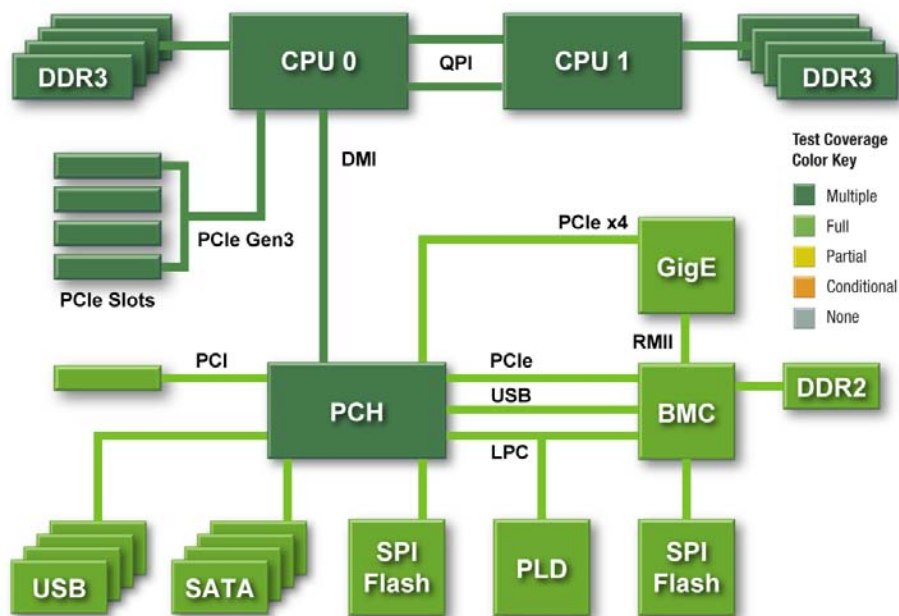 DDR3
CPU 0
QPI
CPU 1
DDR3
DMI
Test Coverage
Color Key
Multiple
Full
Partial
Conditional
None
PCIe Gen3
PCIe Slots
PCIe x4
GigE
RMII
PCI
PCH
PCIe
USB
LPC
BMC
DDR2
USB
SATA
SPI
Flash
PLD
SPI
Flash